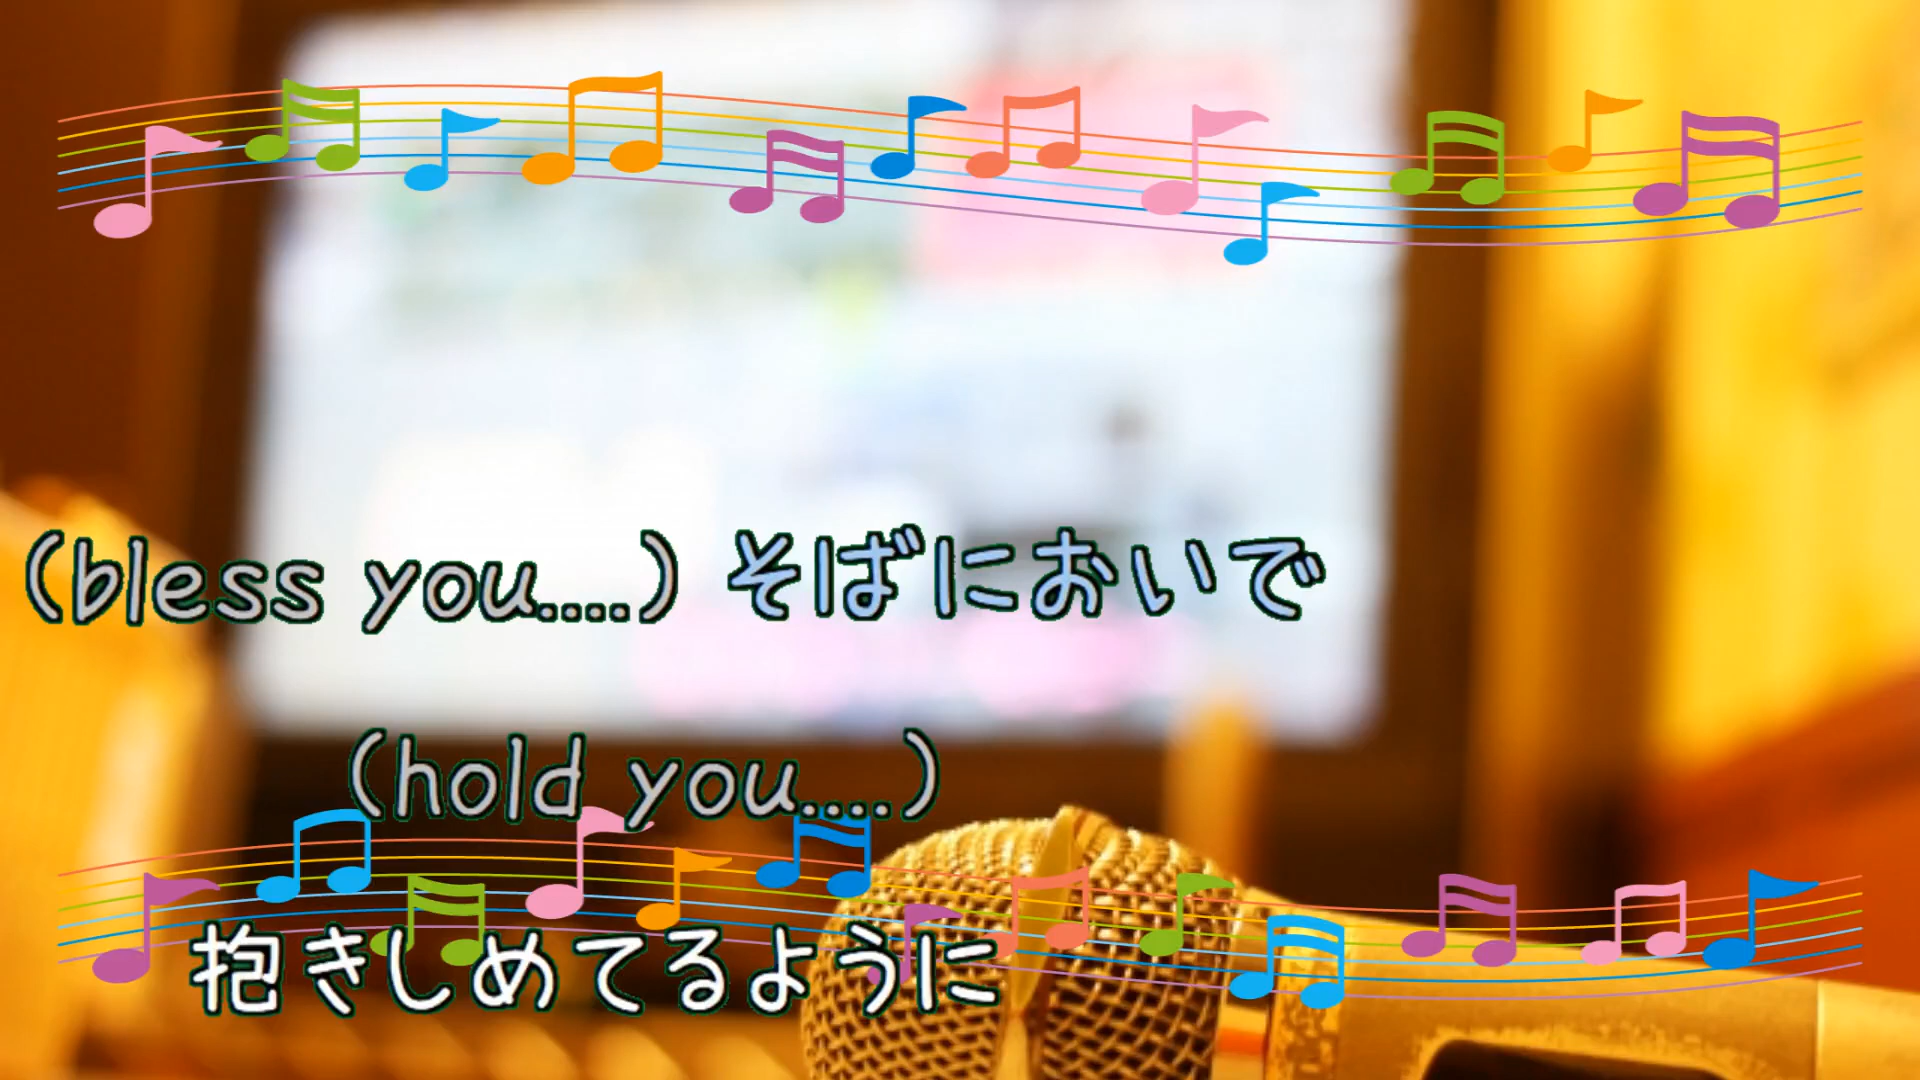 (bless you....) そばにおいで
(hold you....)
抱きしめてるように